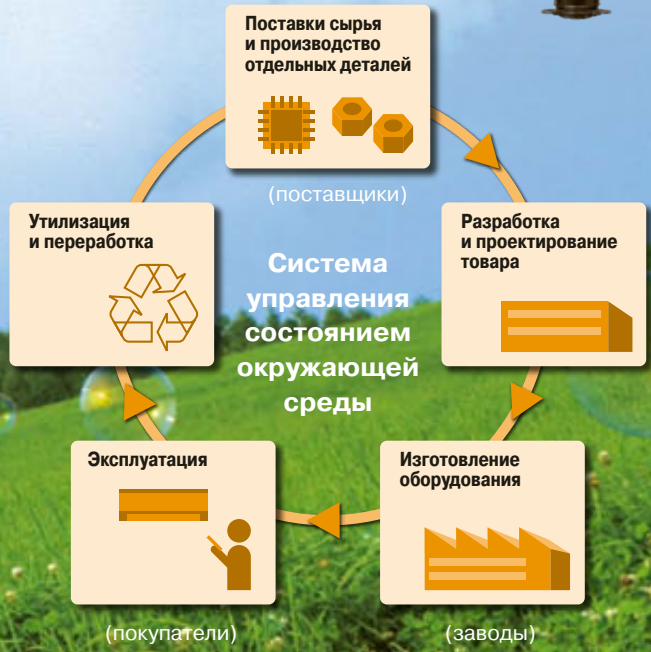 Поставки сырья
и производство
отдельных деталей
(поставщики)
Утилизация
и переработка
Разработка
и проектирование
товара
Система
управления
состоянием
окружающей
среды
Эксплуатация
Изготовление
оборудования
(покупатели)
(заводы)